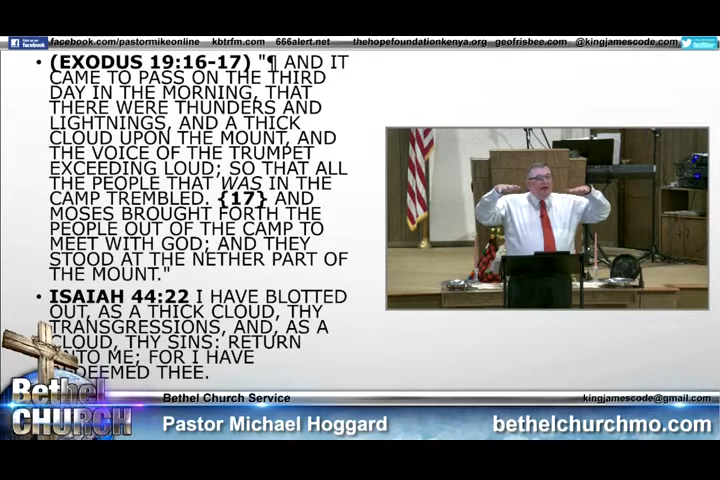 facebook.com/pastormikeonline kbtrfm.com 666alert.net thehopefoundationkenya.org geofrisbee.com @kingjamescode.com
• (EXODUS 19:16-17) "¶ AND IT
CAME TO PASS ON THE THIRD
DAY IN THE MORNING, THAT
THERE WERE THUNDERS AND
LIGHTNINGS, AND A THICK
CLOUD UPON THE MOUNT, AND
THE VOICE OF THE TRUMPET
EXCEEDING LOUD; SO THAT ALL
THE PEOPLE THAT WAS IN THE
CAMP TREMBLED. {17} AND
MOSES BROUGHT FORTH THE
PEOPLE OUT OF THE CAMP TO
MEET WITH GOD; AND THEY
STOOD AT THE NETHER PART OF
THE MOUNT."
• ISAIAH 44:22 I HAVE BLOTTED
OUT, AS A THICK CLOUD, THY
TRANSGRESSIONS, AND, AS A
CLOUD, THY SINS: RETURN
UNTO ME; FOR I HAVE
REDEEMED THEE.
Bethel
CHURCH
Bethel Church Service kingjamescode@gmail.com
Pastor Michael Hoggard bethelchurchmo.com